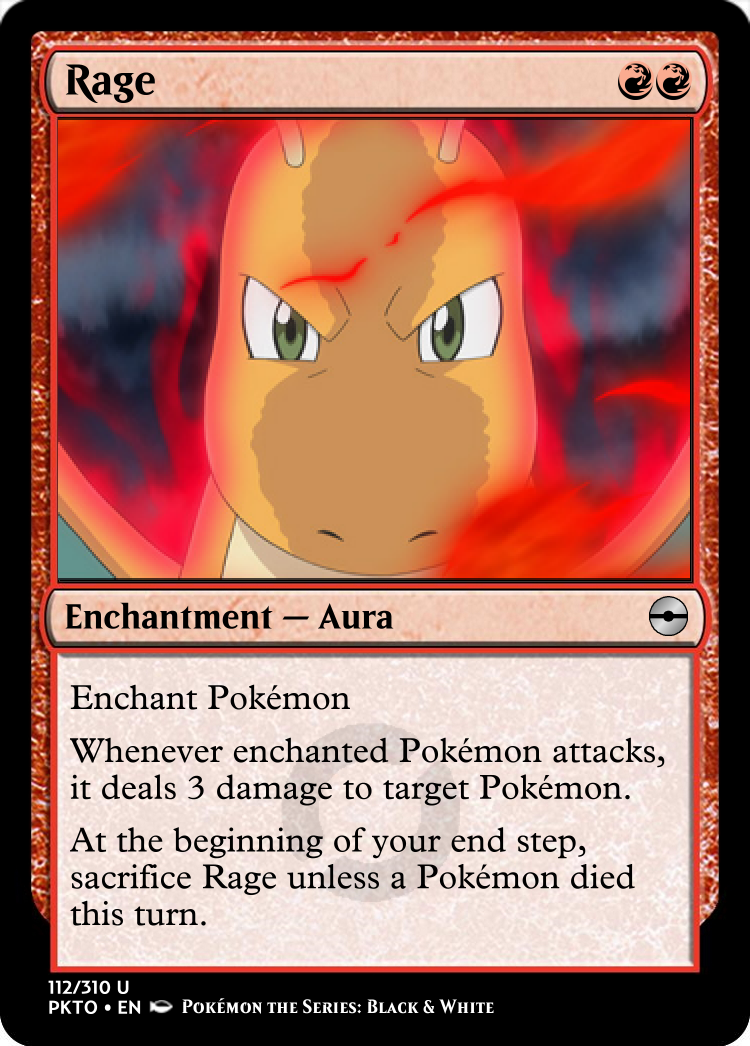 Rage
Enchantment — Aura
Enchant Pokémon
Whenever enchanted Pokémon attacks,
it deals 3 damage to target Pokémon.
At the beginning of your end step,
sacrifice Rage unless a Pokémon died
this turn.
112/310 U
PKTO • EN Pokémon the Series: Black & White